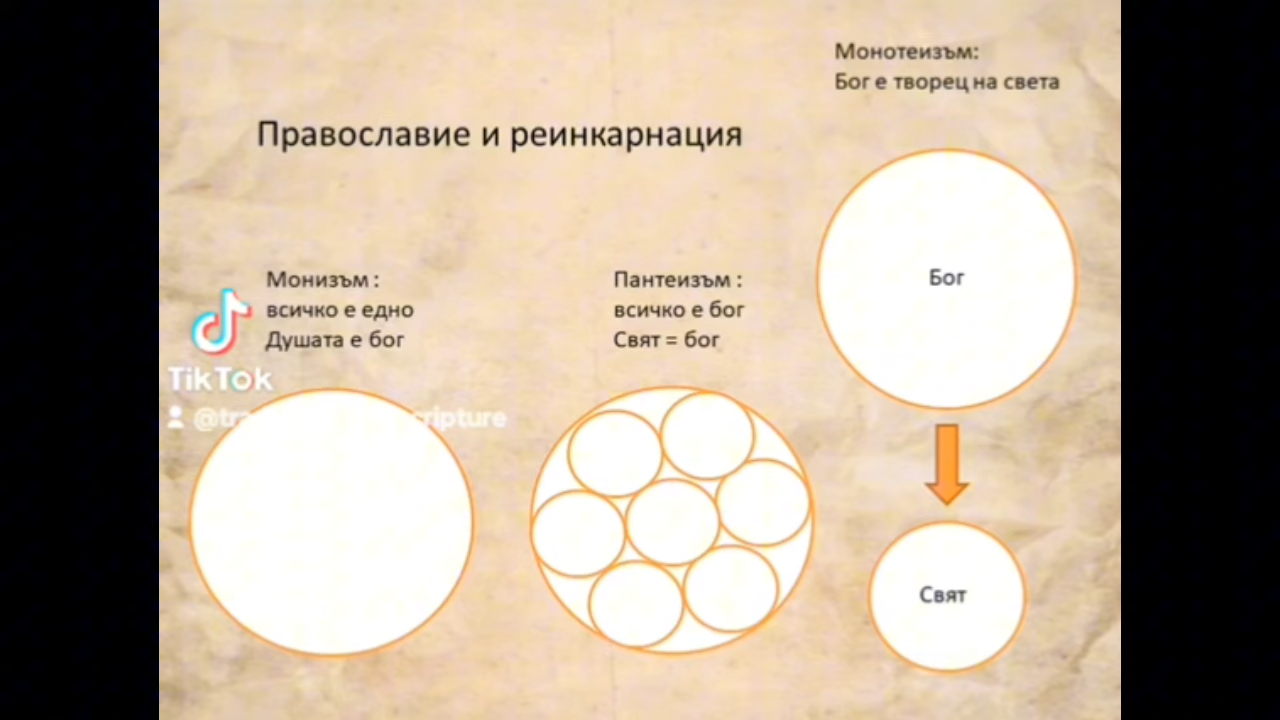 Монотеизъм:
Бог е творец на света
Православие и реинкарнация
Монизъм :
всичко е едно
Душата е бог
Пантеизъм :
всичко е бог
Свят = бог
Бог
TikTok
Свят